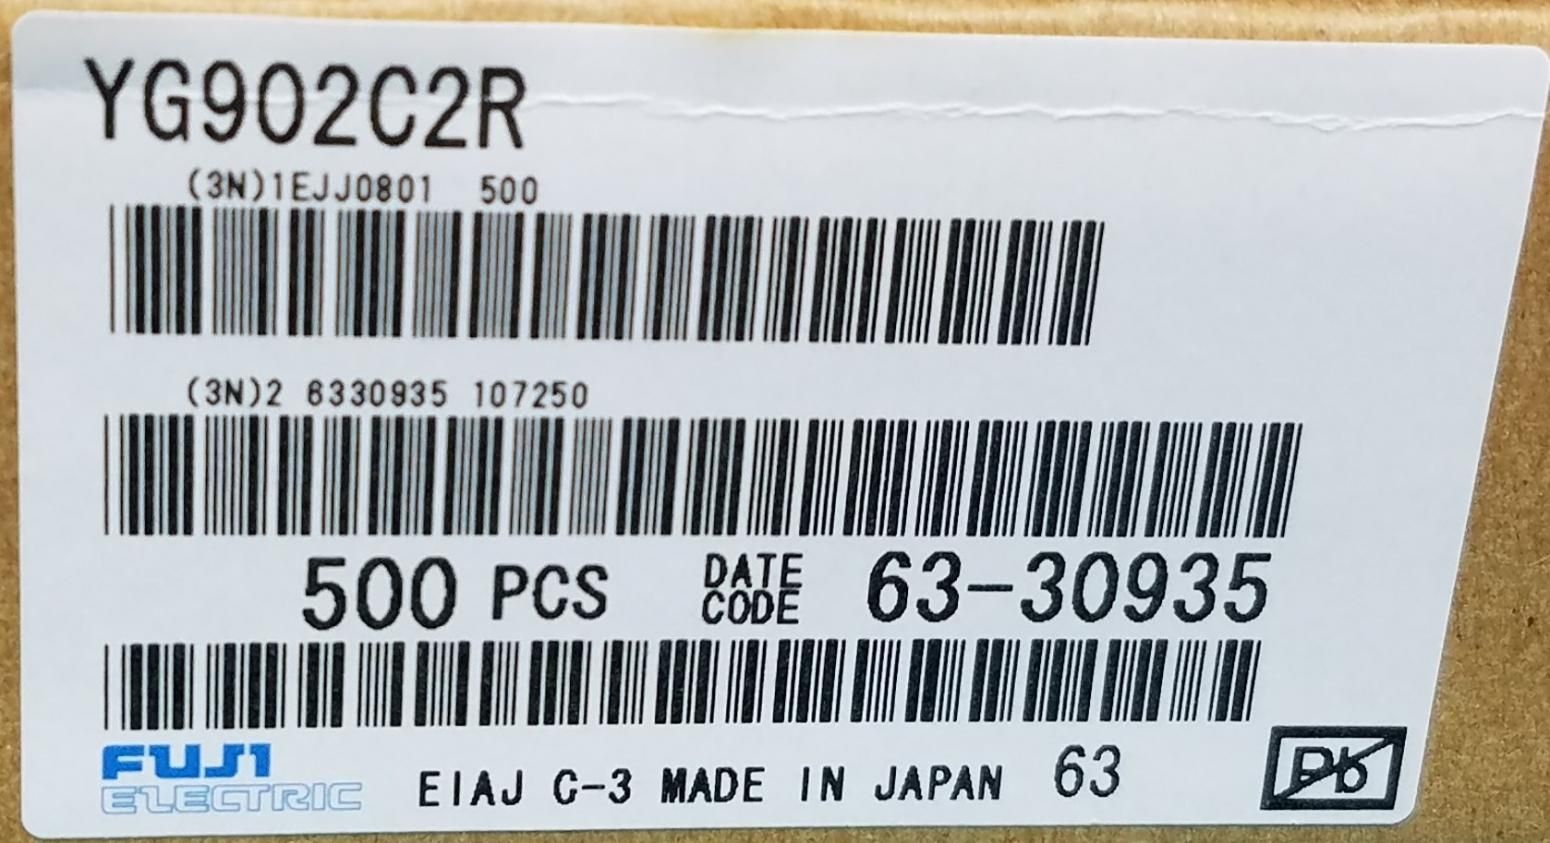 YG902C2R
(3N)1EJJ0801 500
(3N)2 6330935 107250
500 PCS DATE CODE 63-30935
FUJI ELECTRIC EIAJ C-3 MADE IN JAPAN 63 Pb